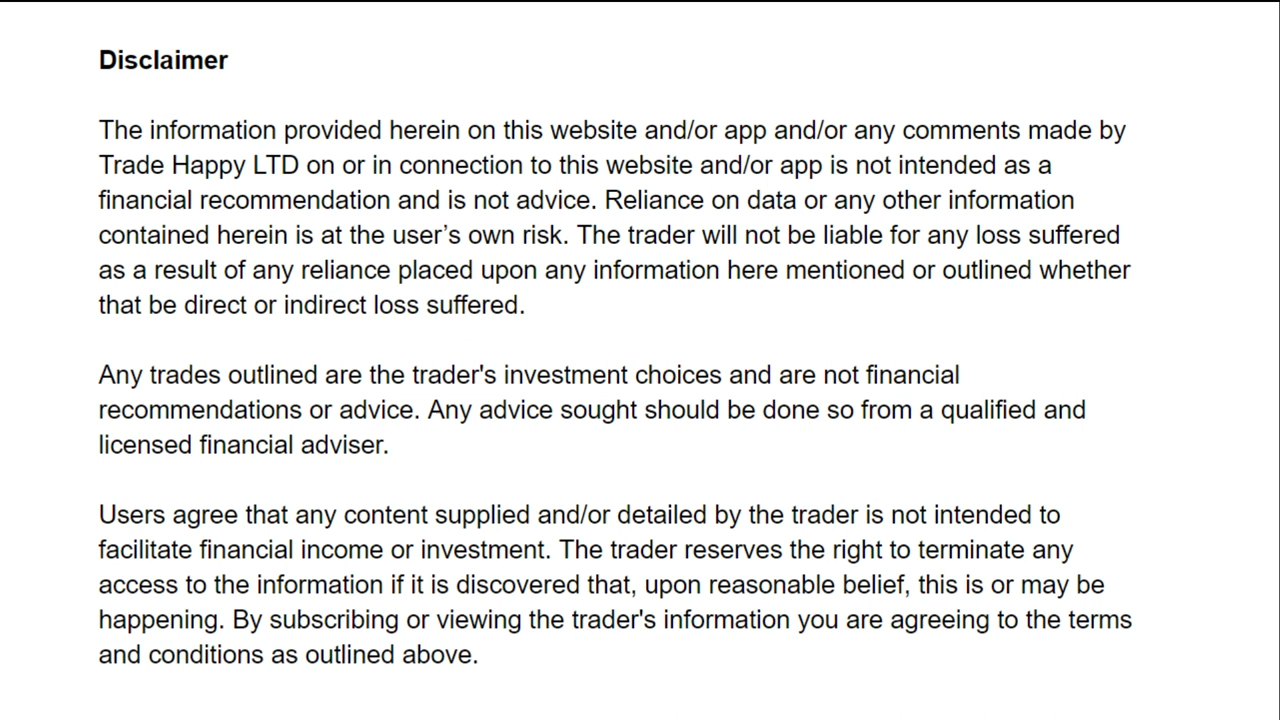 Disclaimer
The information provided herein on this website and/or app and/or any comments made by
Trade Happy LTD on or in connection to this website and/or app is not intended as a
financial recommendation and is not advice. Reliance on data or any other information
contained herein is at the user’s own risk. The trader will not be liable for any loss suffered
as a result of any reliance placed upon any information here mentioned or outlined whether
that be direct or indirect loss suffered.
Any trades outlined are the trader's investment choices and are not financial
recommendations or advice. Any advice sought should be done so from a qualified and
licensed financial adviser.
Users agree that any content supplied and/or detailed by the trader is not intended to
facilitate financial income or investment. The trader reserves the right to terminate any
access to the information if it is discovered that, upon reasonable belief, this is or may be
happening. By subscribing or viewing the trader's information you are agreeing to the terms
and conditions as outlined above.